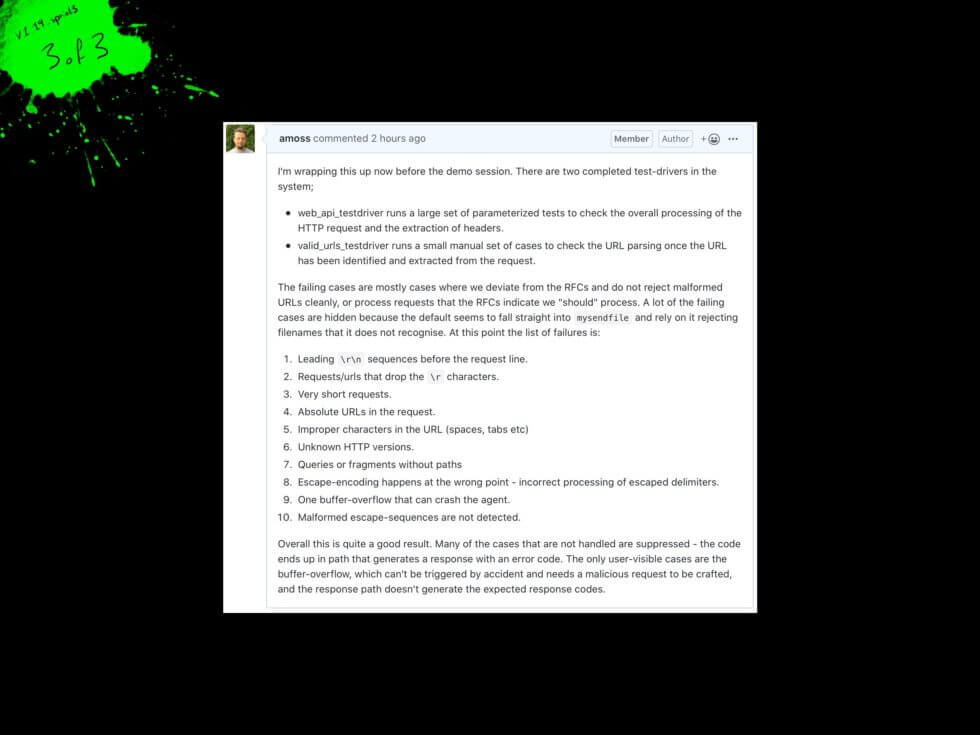 v1.19 sprint3
3 of 3
amoss commented 2 hours ago Member Author
I'm wrapping this up now before the demo session. There are two completed test-drivers in the
system;
web_api_testdriver runs a large set of parameterized tests to check the overall processing of the
HTTP request and the extraction of headers.
valid_urls_testdriver runs a small manual set of cases to check the URL parsing once the URL
has been identified and extracted from the request.
The failing cases are mostly cases where we deviate from the RFCs and do not reject malformed
URLs cleanly, or process requests that the RFCs indicate we "should" process. A lot of the failing
cases are hidden because the default seems to fall straight into mysendfile and rely on it rejecting
filenames that it does not recognise. At this point the list of failures is:
1. Leading \r\n sequences before the request line.
2. Requests/urls that drop the \r characters.
3. Very short requests.
4. Absolute URLs in the request.
5. Improper characters in the URL (spaces, tabs etc)
6. Unknown HTTP versions.
7. Queries or fragments without paths
8. Escape-encoding happens at the wrong point - incorrect processing of escaped delimiters.
9. One buffer-overflow that can crash the agent.
10. Malformed escape-sequences are not detected.
Overall this is quite a good result. Many of the cases that are not handled are suppressed - the code
ends up in path that generates a response with an error code. The only user-visible cases are the
buffer-overflow, which can't be triggered by accident and needs a malicious request to be crafted,
and the response path doesn't generate the expected response codes.